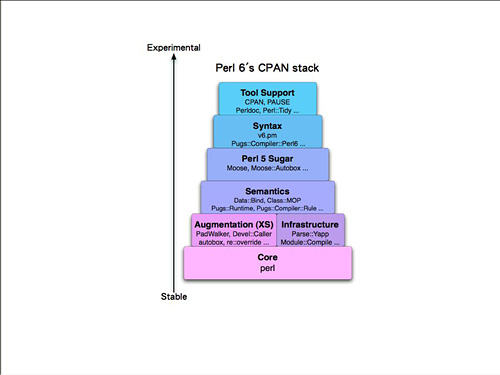 Experimental
Perl 6´s CPAN stack
Tool Support
CPAN, PAUSE
Perldoc, Perl::Tidy ...
Syntax
v6.pm
Pugs::Compiler::Perl6 ...
Perl 5 Sugar
Moose, Moose::Autobox ...
Semantics
Data::Bind, Class::MOP
Pugs::Runtime, Pugs::Compiler::Rule ...
Augmentation (XS)
PadWalker, Devel::Caller
autobox, re::override ...
Infrastructure
Parse::Yapp
Module::Compile ...
Core
perl
Stable